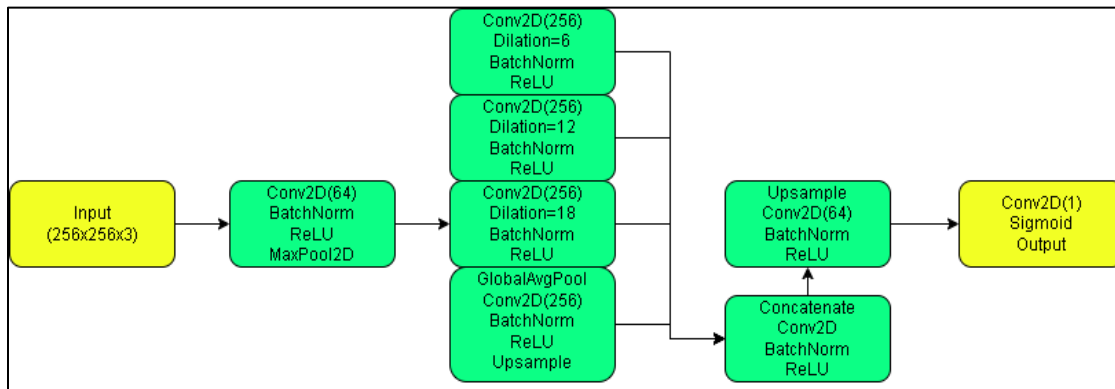 Input
(256x256x3)
Conv2D(64)
BatchNorm
ReLU
MaxPool2D
Conv2D(256)
Dilation=6
BatchNorm
ReLU
Conv2D(256)
Dilation=12
BatchNorm
ReLU
Conv2D(256)
Dilation=18
BatchNorm
ReLU
GlobalAvgPool
Conv2D(256)
BatchNorm
ReLU
Upsample
Concatenate
Conv2D
BatchNorm
ReLU
Upsample
Conv2D(64)
BatchNorm
ReLU
Conv2D(1)
Sigmoid
Output